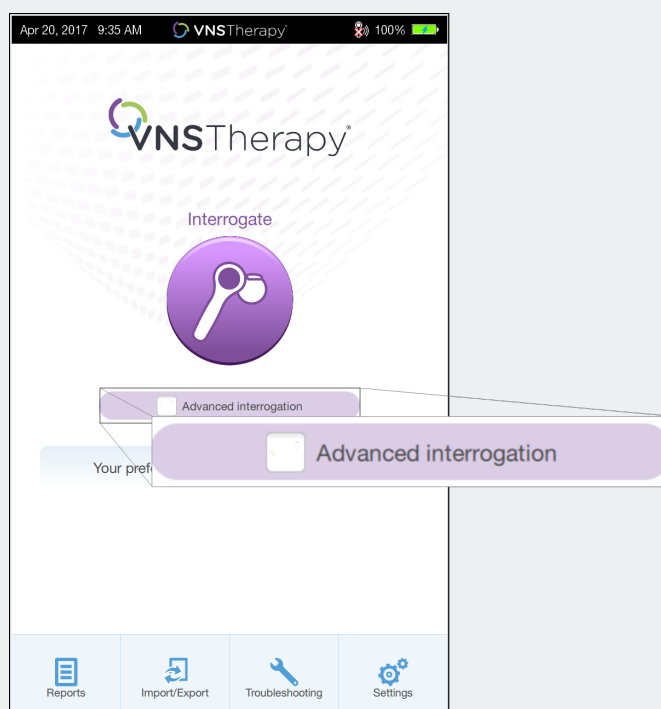 Apr 20, 2017 9:35 AM VNSTherapy® 100%
VNSTherapy®
Interrogate
Advanced interrogation
Advanced interrogation
Your
Reports Import/Export Troubleshooting Settings